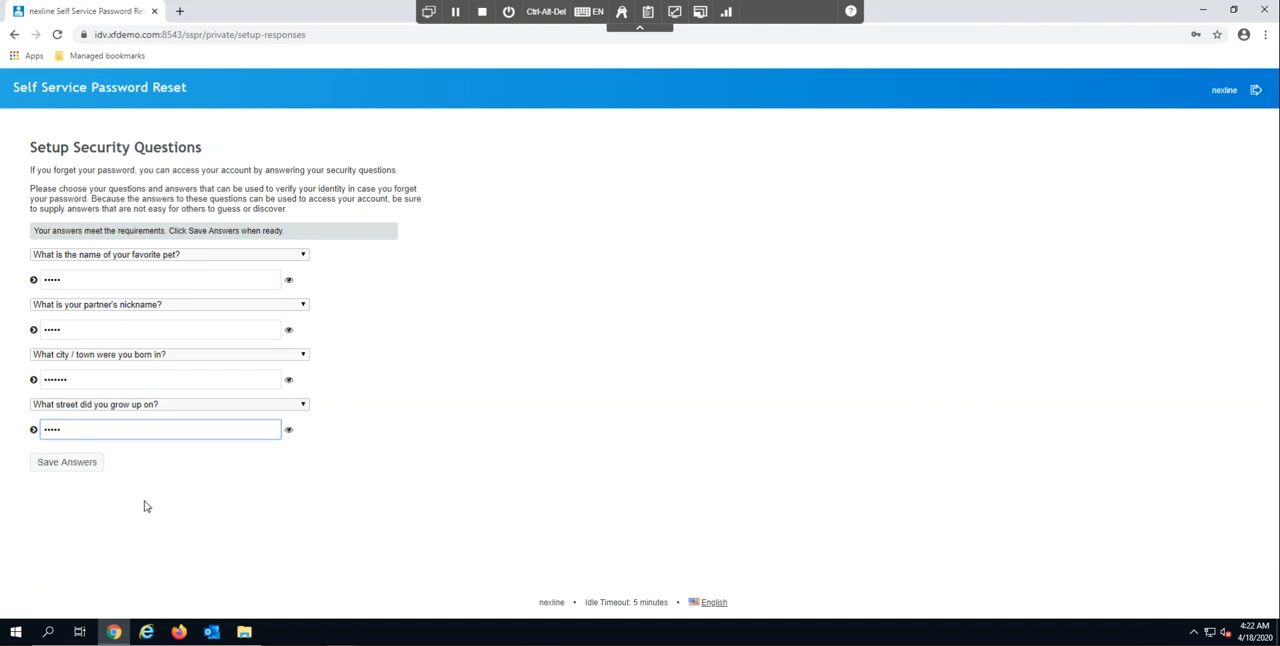 nexline Self Service Password Re
Ctrl-Alt-Del
EN
idv.xfdemo.com:8543/sspr/private/setup-responses
Apps
Managed bookmarks
Self Service Password Reset
nexline
Setup Security Questions
If you forget your password, you can access your account by answering your security questions.
Please choose your questions and answers that can be used to verify your identity in case you forget
your password. Because the answers to these questions can be used to access your account, be sure
to supply answers that are not easy for others to guess or discover.
Your answers meet the requirements. Click Save Answers when ready.
What is the name of your favorite pet?
•••••
What is your partner's nickname?
•••••
What city / town were you born in?
•••••••
What street did you grow up on?
•••••
Save Answers
nexline • Idle Timeout: 5 minutes • English
4:22 AM
4/18/2020